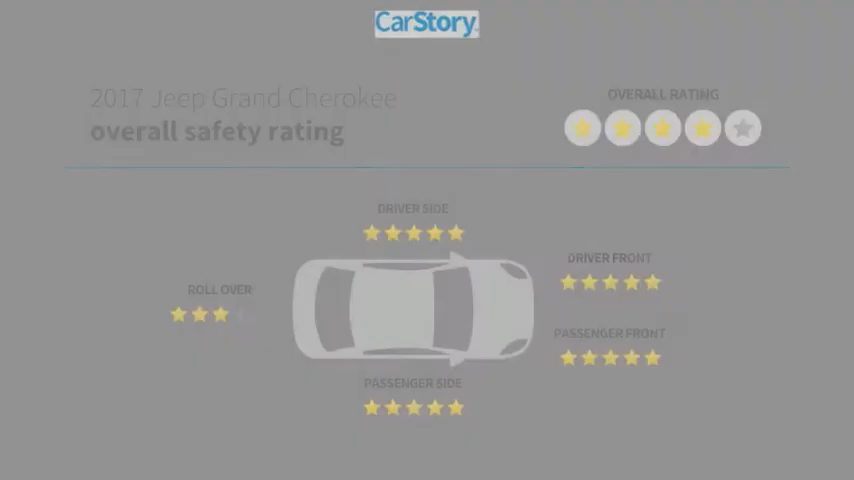 CarStory
2017 Jeep Grand Cherokee
overall safety rating
OVERALL RATING
DRIVER SIDE
DRIVER FRONT
ROLL OVER
PASSENGER FRONT
PASSENGER SIDE